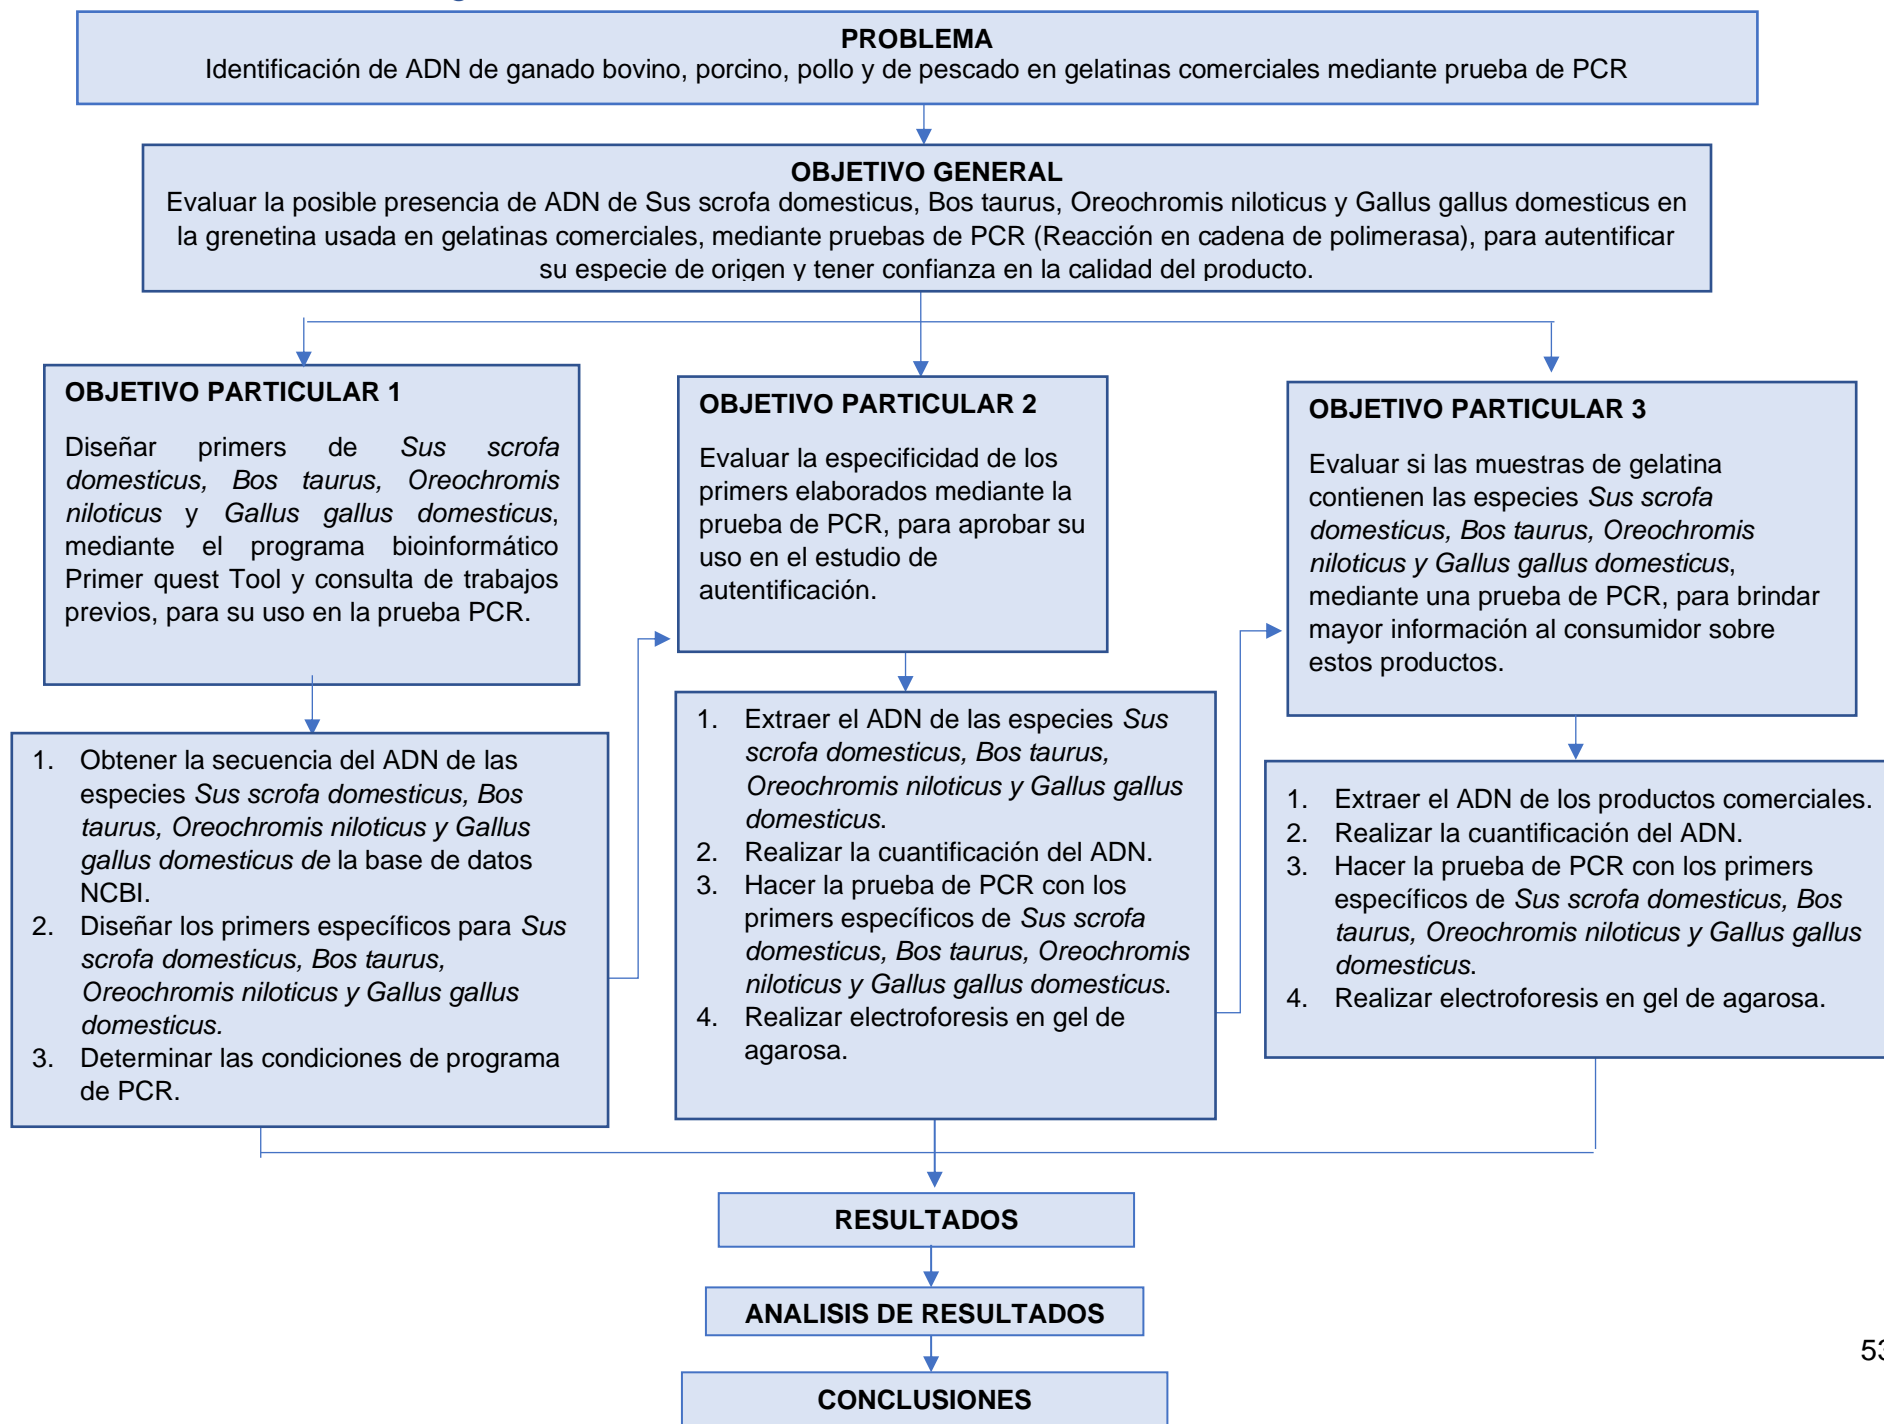 PROBLEMA
Identificación de ADN de ganado bovino, porcino, pollo y de pescado en gelatinas comerciales mediante prueba de PCR
OBJETIVO GENERAL
Evaluar la posible presencia de ADN de Sus scrofa domesticus, Bos taurus, Oreochromis niloticus y Gallus gallus domesticus en
la grenetina usada en gelatinas comerciales, mediante pruebas de PCR (Reacción en cadena de polimerasa), para autentificar
su especie de origen y tener confianza en la calidad del producto.
OBJETIVO PARTICULAR 1
Diseñar primers de Sus scrofa
domesticus, Bos taurus, Oreochromis
niloticus y Gallus gallus domesticus,
mediante el programa bioinformático
Primer quest Tool y consulta de trabajos
previos, para su uso en la prueba PCR.
OBJETIVO PARTICULAR 2
Evaluar la especificidad de los
primers elaborados mediante la
prueba de PCR, para aprobar su
uso en el estudio de
autentificación.
OBJETIVO PARTICULAR 3
Evaluar si las muestras de gelatina
contienen las especies Sus scrofa
domesticus, Bos taurus, Oreochromis
niloticus y Gallus gallus domesticus,
mediante una prueba de PCR, para brindar
mayor información al consumidor sobre
estos productos.
1. Obtener la secuencia del ADN de las
especies Sus scrofa domesticus, Bos
taurus, Oreochromis niloticus y Gallus
gallus domesticus de la base de datos
NCBI.
2. Diseñar los primers específicos para Sus
scrofa domesticus, Bos taurus,
Oreochromis niloticus y Gallus gallus
domesticus.
3. Determinar las condiciones de programa
de PCR.
1. Extraer el ADN de las especies Sus
scrofa domesticus, Bos taurus,
Oreochromis niloticus y Gallus gallus
domesticus.
2. Realizar la cuantificación del ADN.
3. Hacer la prueba de PCR con los
primers específicos de Sus scrofa
domesticus, Bos taurus, Oreochromis
niloticus y Gallus gallus domesticus.
4. Realizar electroforesis en gel de
agarosa.
1. Extraer el ADN de los productos comerciales.
2. Realizar la cuantificación del ADN.
3. Hacer la prueba de PCR con los primers
específicos de Sus scrofa domesticus, Bos
taurus, Oreochromis niloticus y Gallus gallus
domesticus.
4. Realizar electroforesis en gel de agarosa.
RESULTADOS
ANALISIS DE RESULTADOS
CONCLUSIONES
53